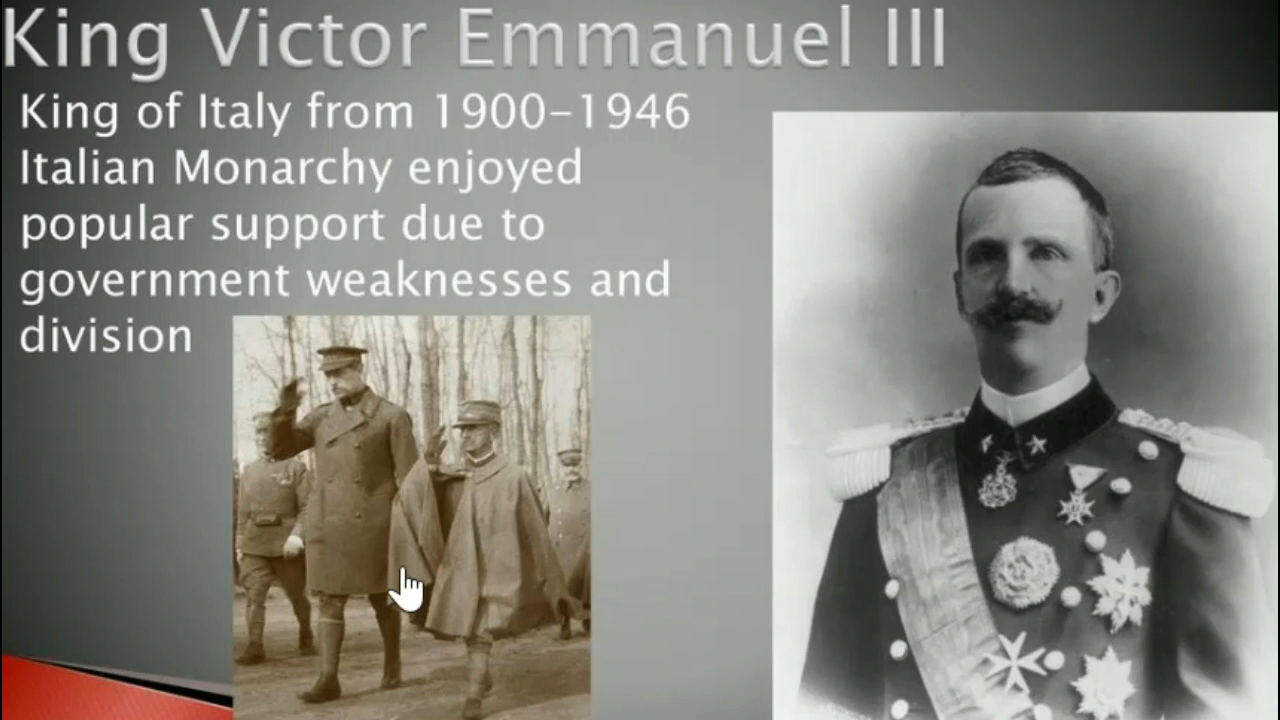 King Victor Emmanuel III
King of Italy from 1900-1946
Italian Monarchy enjoyed
popular support due to
government weaknesses and
division